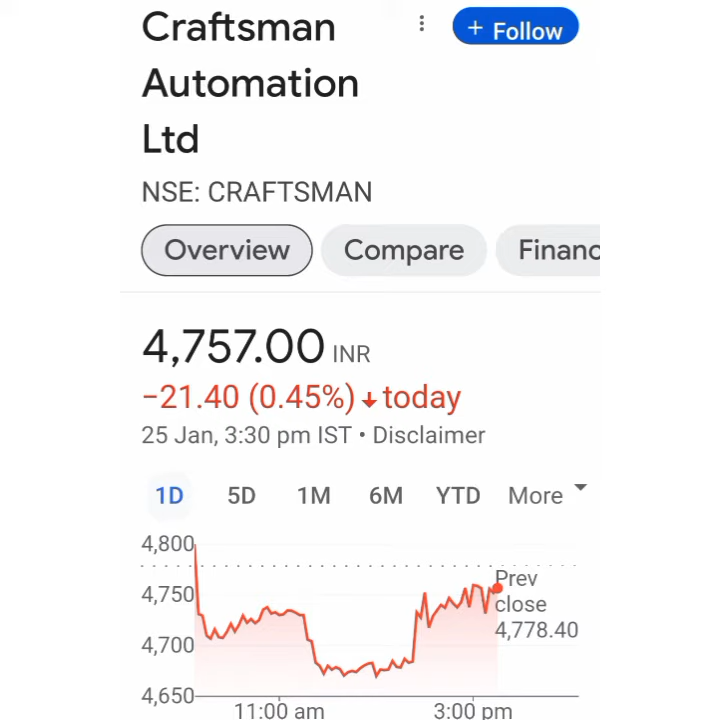 Craftsman
Automation
Ltd
+ Follow
NSE: CRAFTSMAN
Overview Compare Financ
4,757.00 INR
−21.40 (0.45%) ↓ today
25 Jan, 3:30 pm IST • Disclaimer
1D 5D 1M 6M YTD More
4,800
4,750
4,700
4,650
Prev
close
4,778.40
11:00 am 3:00 pm